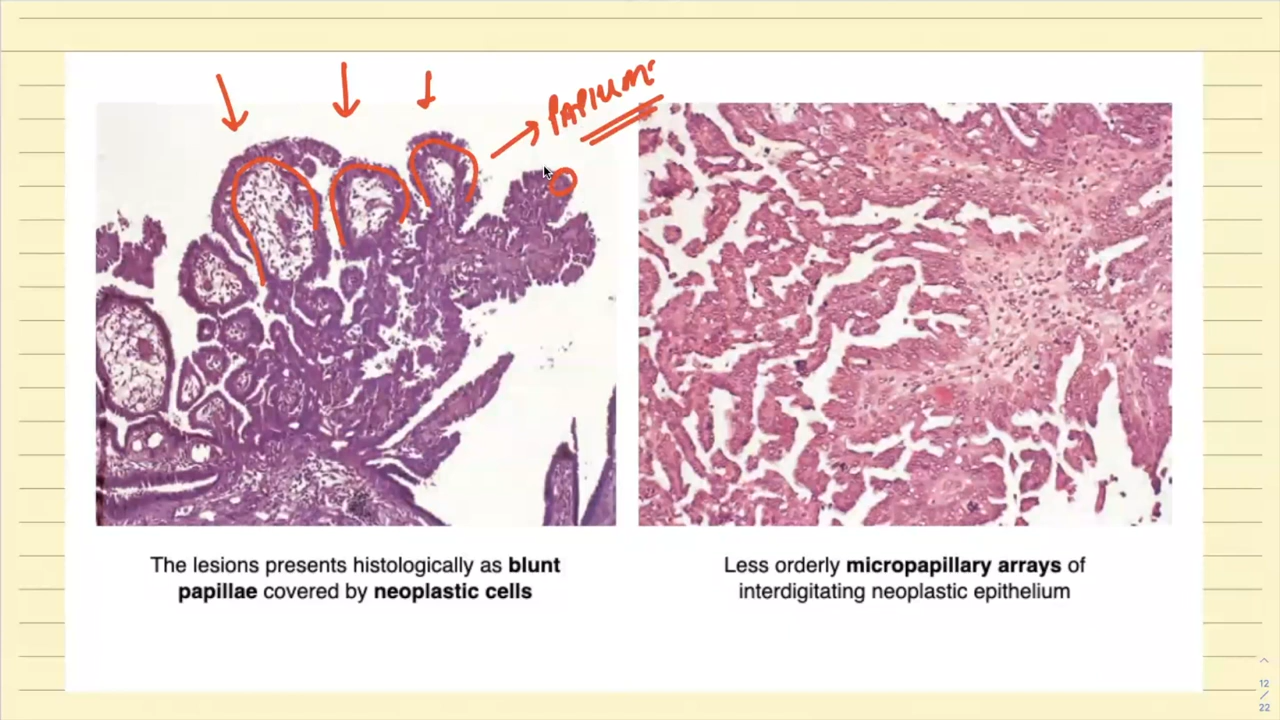 The lesions presents histologically as blunt
papillae covered by neoplastic cells
Less orderly micropapillary arrays of
interdigitating neoplastic epithelium
12
/
22